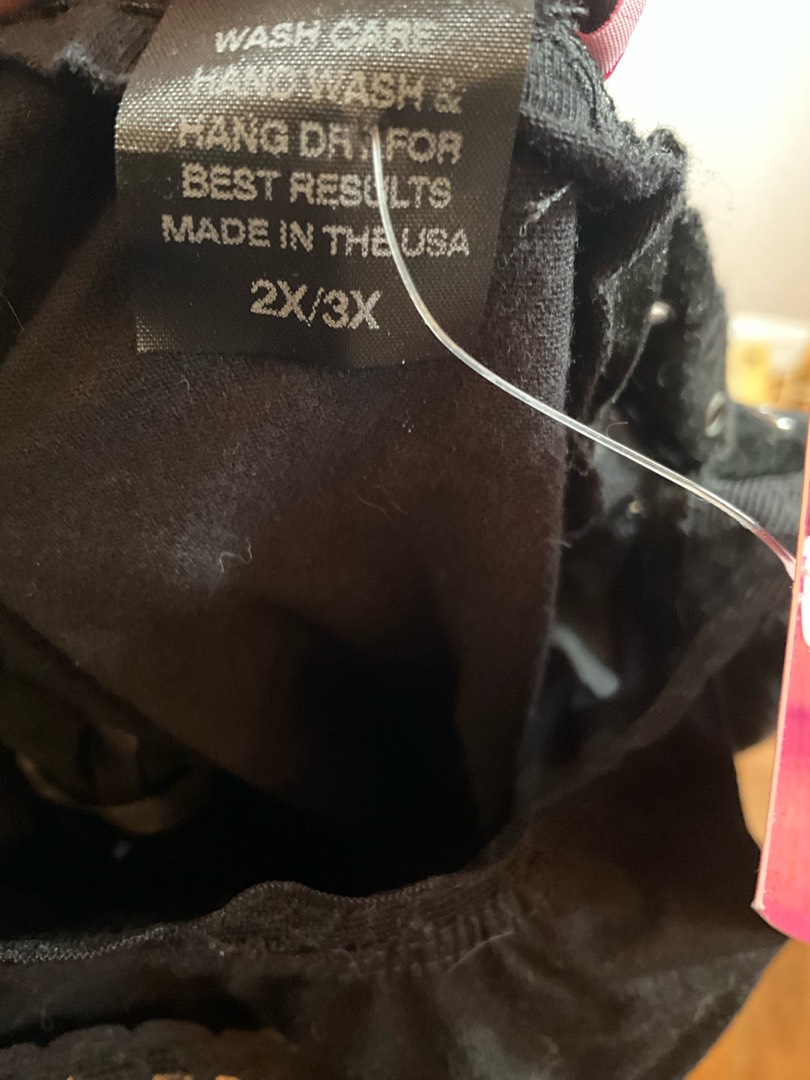 WASH CARE
HAND WASH &
HANG DRY FOR
BEST RESULTS
MADE IN THE USA
2X/3X